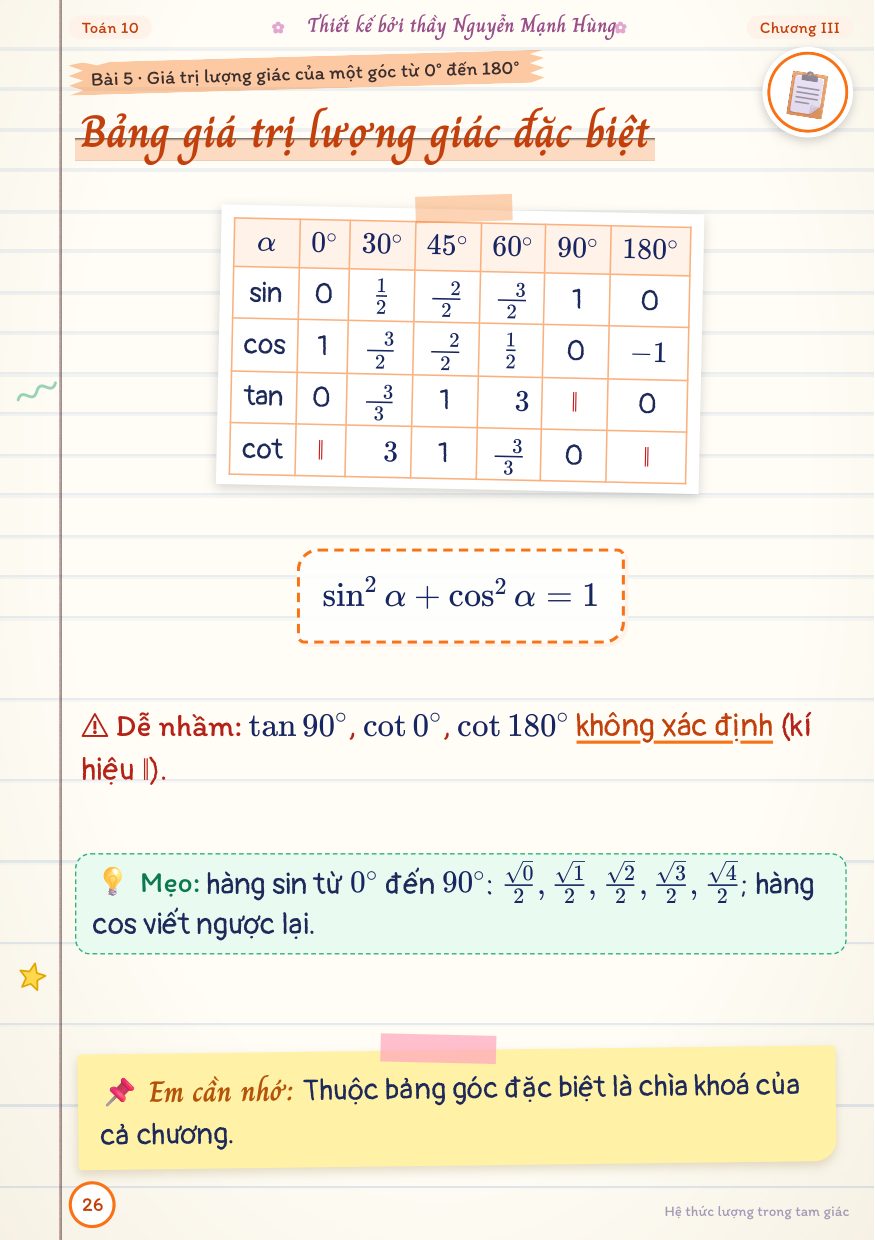 Toán 10
Thiết kế bởi thầy Nguyễn Mạnh Hùng
Chương III
Bài 5 · Giá trị lượng giác của một góc từ 0° đến 180°
Bảng giá trị lượng giác đặc biệt
α 0° 30° 45° 60° 90° 180°
sin 0 1/2 2/2 3/2 1 0
cos 1 3/2 2/2 1/2 0 −1
tan 0 3/3 1 3 ∥ 0
cot ∥ 3 1 3/3 0 ∥
sin² α + cos² α = 1
⚠ Dễ nhầm: tan 90°, cot 0°, cot 180° không xác định (kí
hiệu ∥).
💡 Mẹo: hàng sin từ 0° đến 90°: √0/2, √1/2, √2/2, √3/2, √4/2; hàng
cos viết ngược lại.
📌 Em cần nhớ: Thuộc bảng góc đặc biệt là chìa khoá của
cả chương.
26
Hệ thức lượng trong tam giác